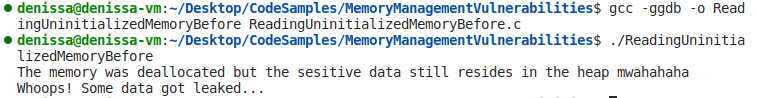 denissa@denissa-vm:~/Desktop/CodeSamples/MemoryManagementVulnerabilities$ gcc -ggdb -o Read
ingUninitializedMemoryBefore ReadingUninitializedMemoryBefore.c
denissa@denissa-vm:~/Desktop/CodeSamples/MemoryManagementVulnerabilities$ ./ReadingUninitia
lizedMemoryBefore
The memory was deallocated but the sesitive data still resides in the heap mwahahaha
Whoops! Some data got leaked...